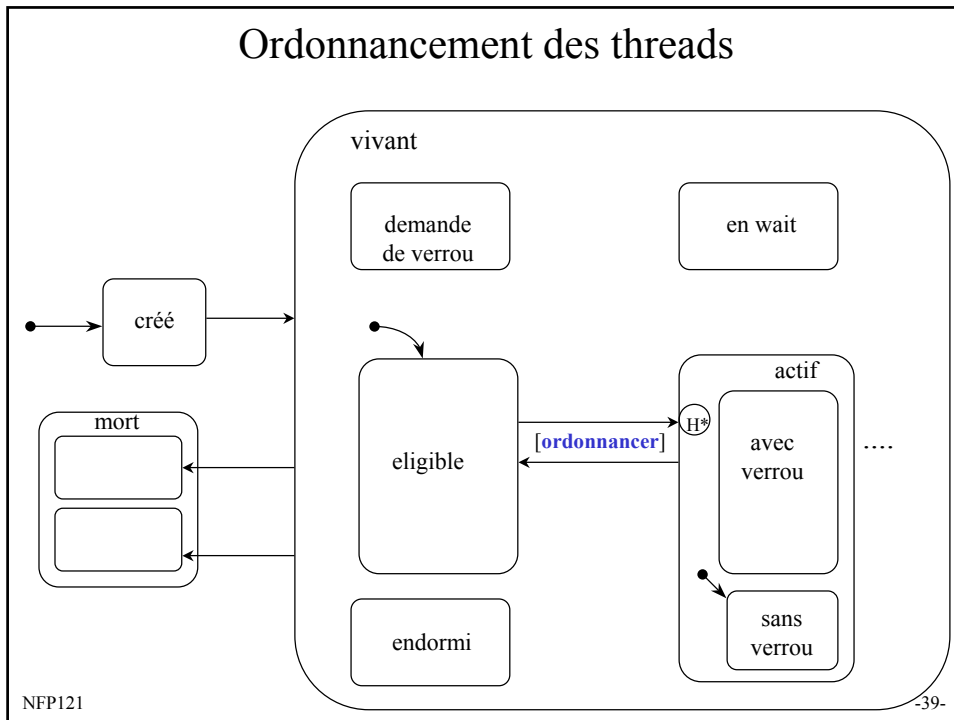 Ordonnancement des threads
vivant
demande
de verrou
en wait
créé
actif
mort
H*
[ordonnancer]
eligible
avec
verrou
....
endormi
sans
verrou
NFP121
-39-